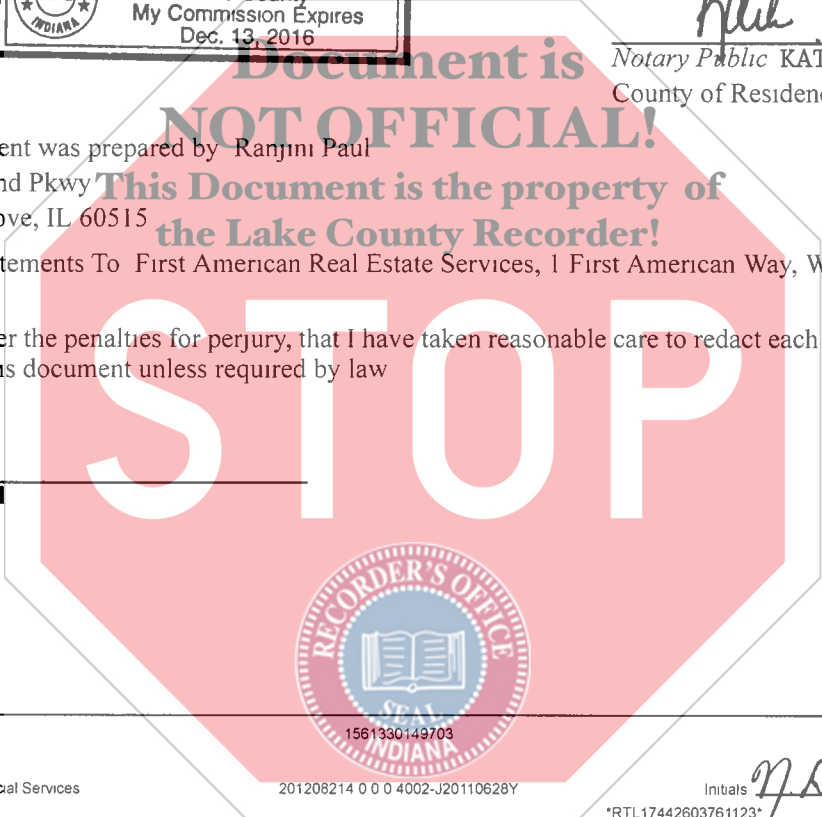 INDIANA
My Commission Expires
Dec. 13, 2016
Notary Public KAT
County of Residen
Document is
NOT OFFICIAL!
This Document is the property of
the Lake County Recorder!
ent was prepared by Ranjini Paul
nd Pkwy
ove, IL 60515
tements To First American Real Estate Services, 1 First American Way, W
er the penalties for perjury, that I have taken reasonable care to redact each
is document unless required by law
STOP
RECORDER'S OFFICE
SEAL
INDIANA
1561330149703
ial Services
201208214 0 0 0 4002-J20110628Y
Initials
*RTL17442603761123*